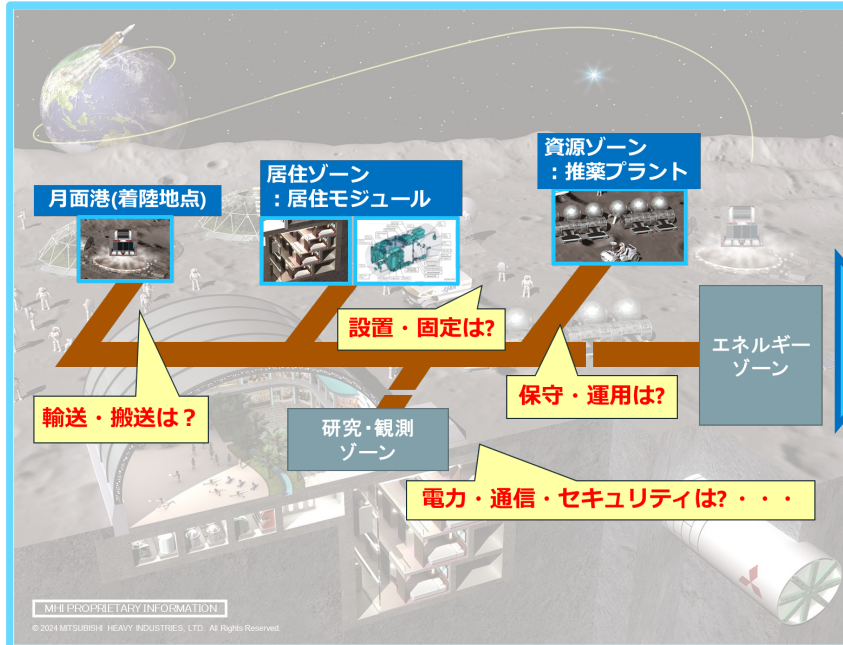 資源ゾーン
：推薬プラント
居住ゾーン
：居住モジュール
月面港(着陸地点)
設置・固定は?
エネルギー
ゾーン
保守・運用は?
輸送・搬送は？
研究・観測
ゾーン
電力・通信・セキュリティは?・・・
MHI PROPRIETARY INFORMATION
© 2024 MITSUBISHI HEAVY INDUSTRIES, LTD. All Rights Reserved.